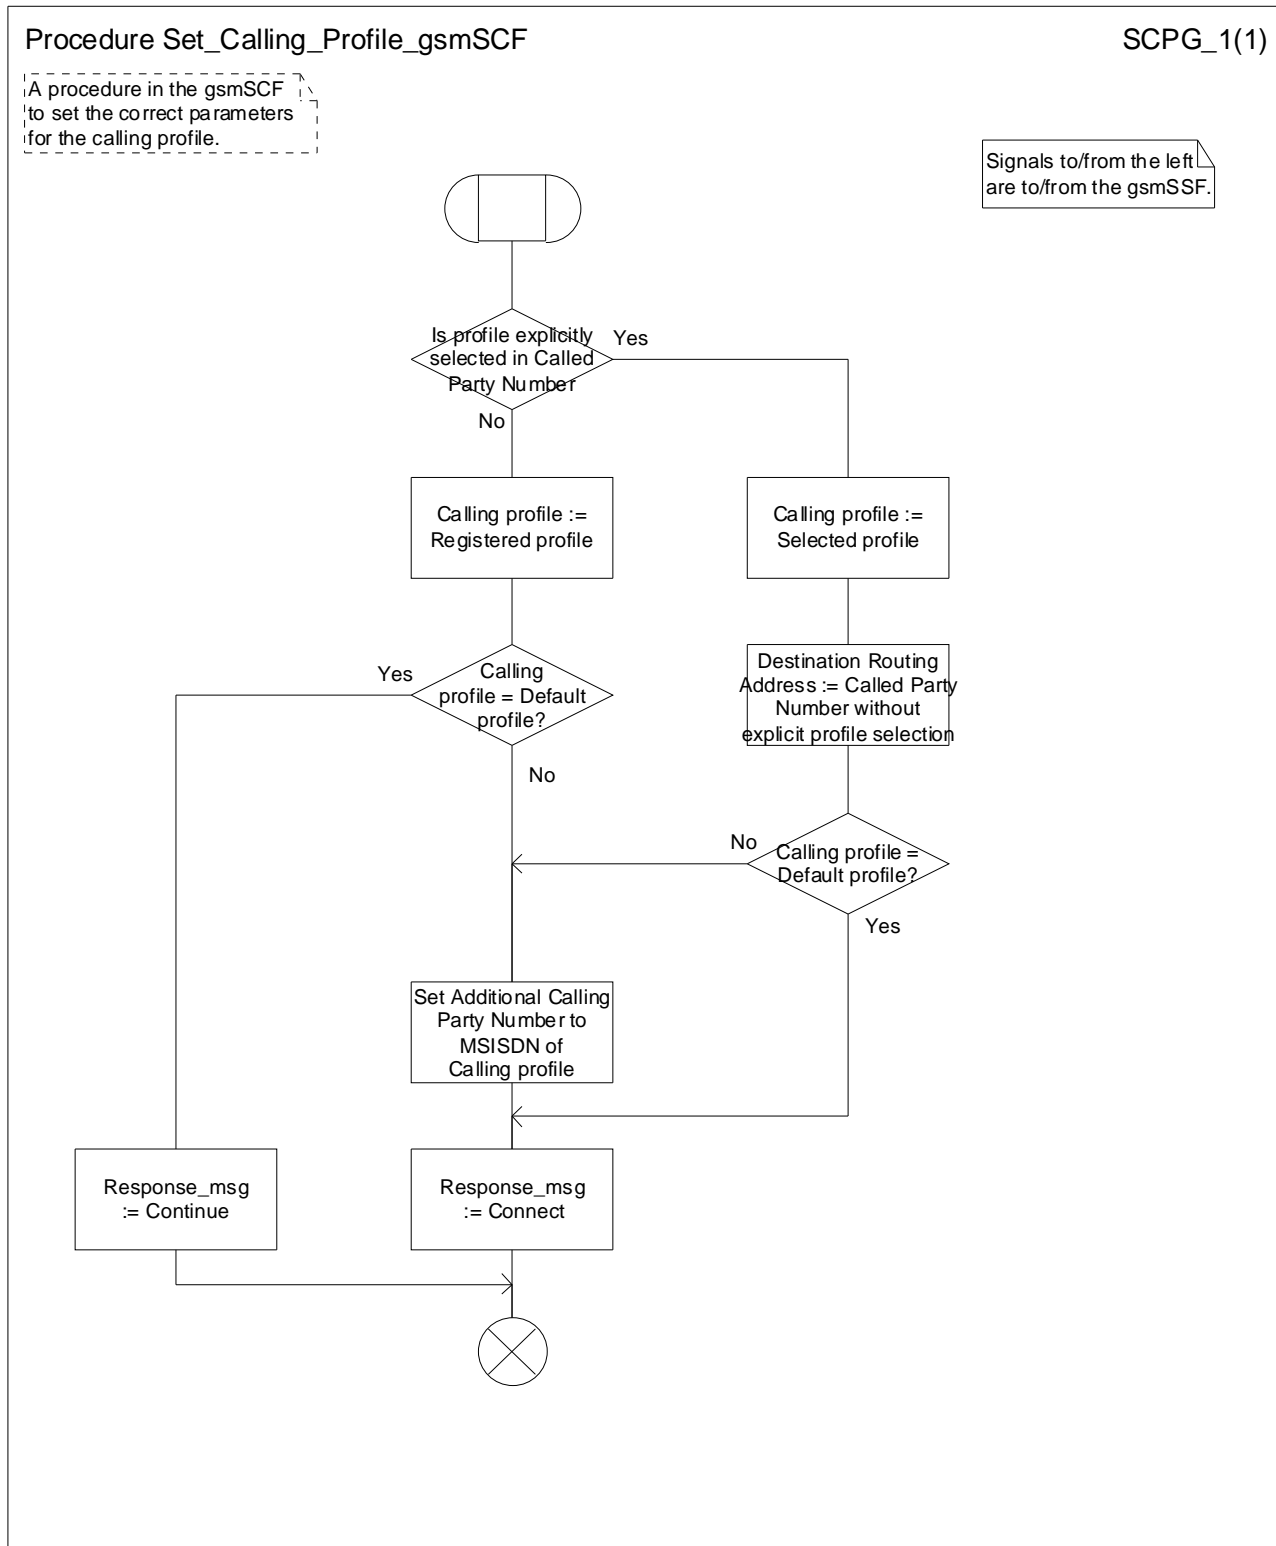 Procedure Set_Calling_Profile_gsmSCF
SCPG_1(1)
A procedure in the gsmSCF
to set the correct parameters
for the calling profile.
Signals to/from the left
are to/from the gsmSSF.
Is profile explicitly
selected in Called
Party Number
Yes
No
Calling profile :=
Registered profile
Calling profile :=
Selected profile
Yes
Calling
profile = Default
profile?
No
Destination Routing
Address := Called Party
Number without
explicit profile selection
No
Calling profile =
Default profile?
Yes
Set Additional Calling
Party Number to
MSISDN of
Calling profile
Response_msg
:= Continue
Response_msg
:= Connect